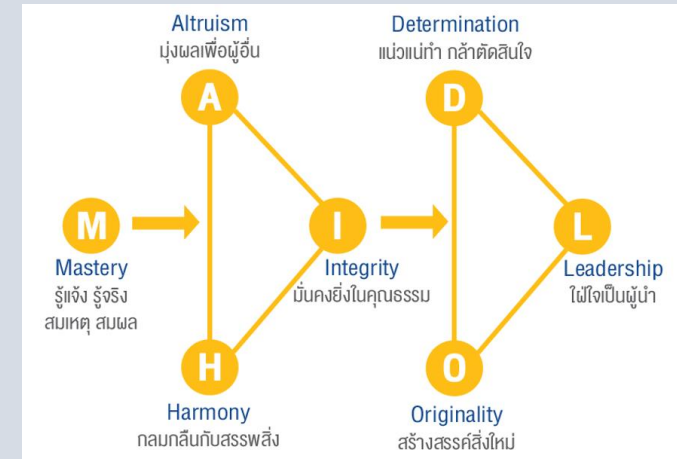 Altruism
มุ่งผลเพื่อผู้อื่น
A
M
Mastery
รู้แจ้ง รู้จริง
สมเหตุ สมผล
I
Integrity
มั่นคงยิ่งในคุณธรรม
H
Harmony
กลมกลืนกับสรรพสิ่ง
Determination
แน่วแน่ทำ กล้าตัดสินใจ
D
L
Leadership
ใฝ่ใจเป็นผู้นำ
O
Originality
สร้างสรรค์สิ่งใหม่